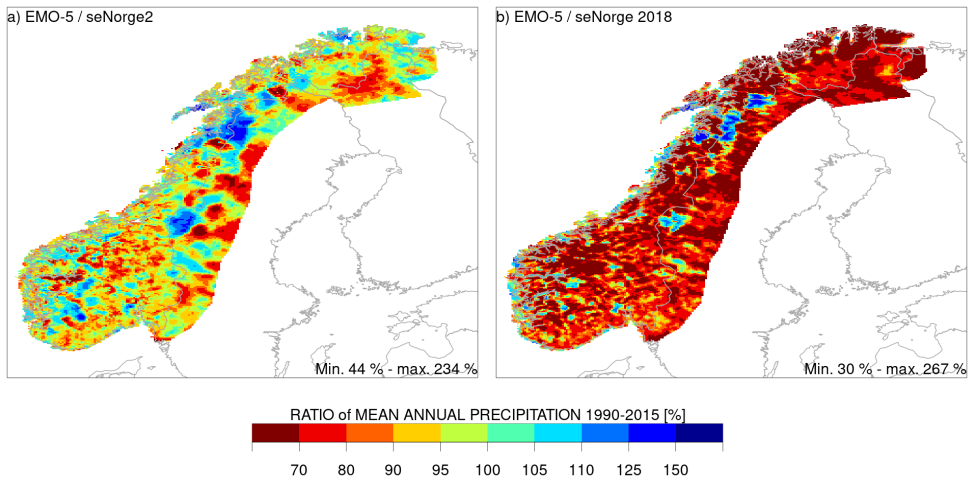 a) EMO-5 / seNorge2
b) EMO-5 / seNorge 2018
Min. 44 % - max. 234 %
Min. 30 % - max. 267 %
RATIO of MEAN ANNUAL PRECIPITATION 1990-2015 [%]
70 80 90 95 100 105 110 125 150